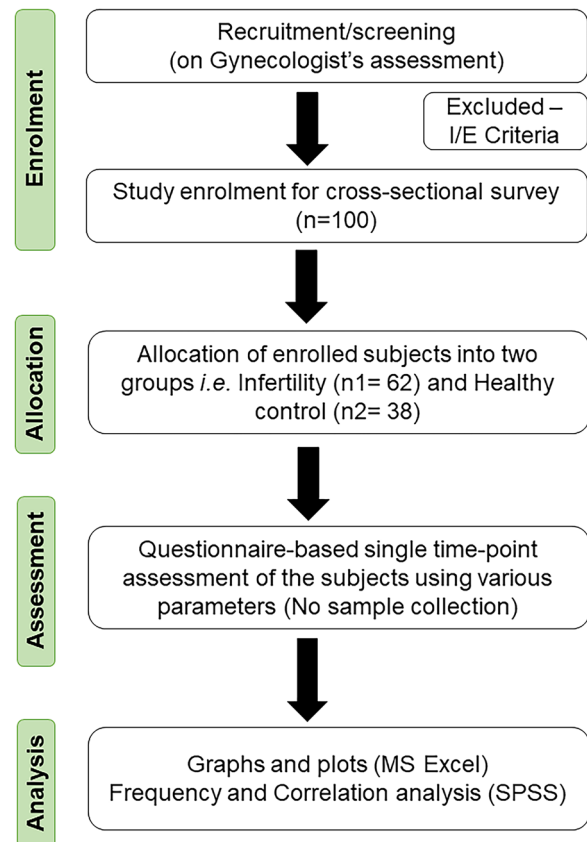 Enrolment
Recruitment/screening
(on Gynecologist's assessment)
Excluded –
I/E Criteria
Study enrolment for cross-sectional survey
(n=100)
Allocation
Allocation of enrolled subjects into two
groups i.e. Infertility (n1= 62) and Healthy
control (n2= 38)
Assessment
Questionnaire-based single time-point
assessment of the subjects using various
parameters (No sample collection)
Analysis
Graphs and plots (MS Excel)
Frequency and Correlation analysis (SPSS)